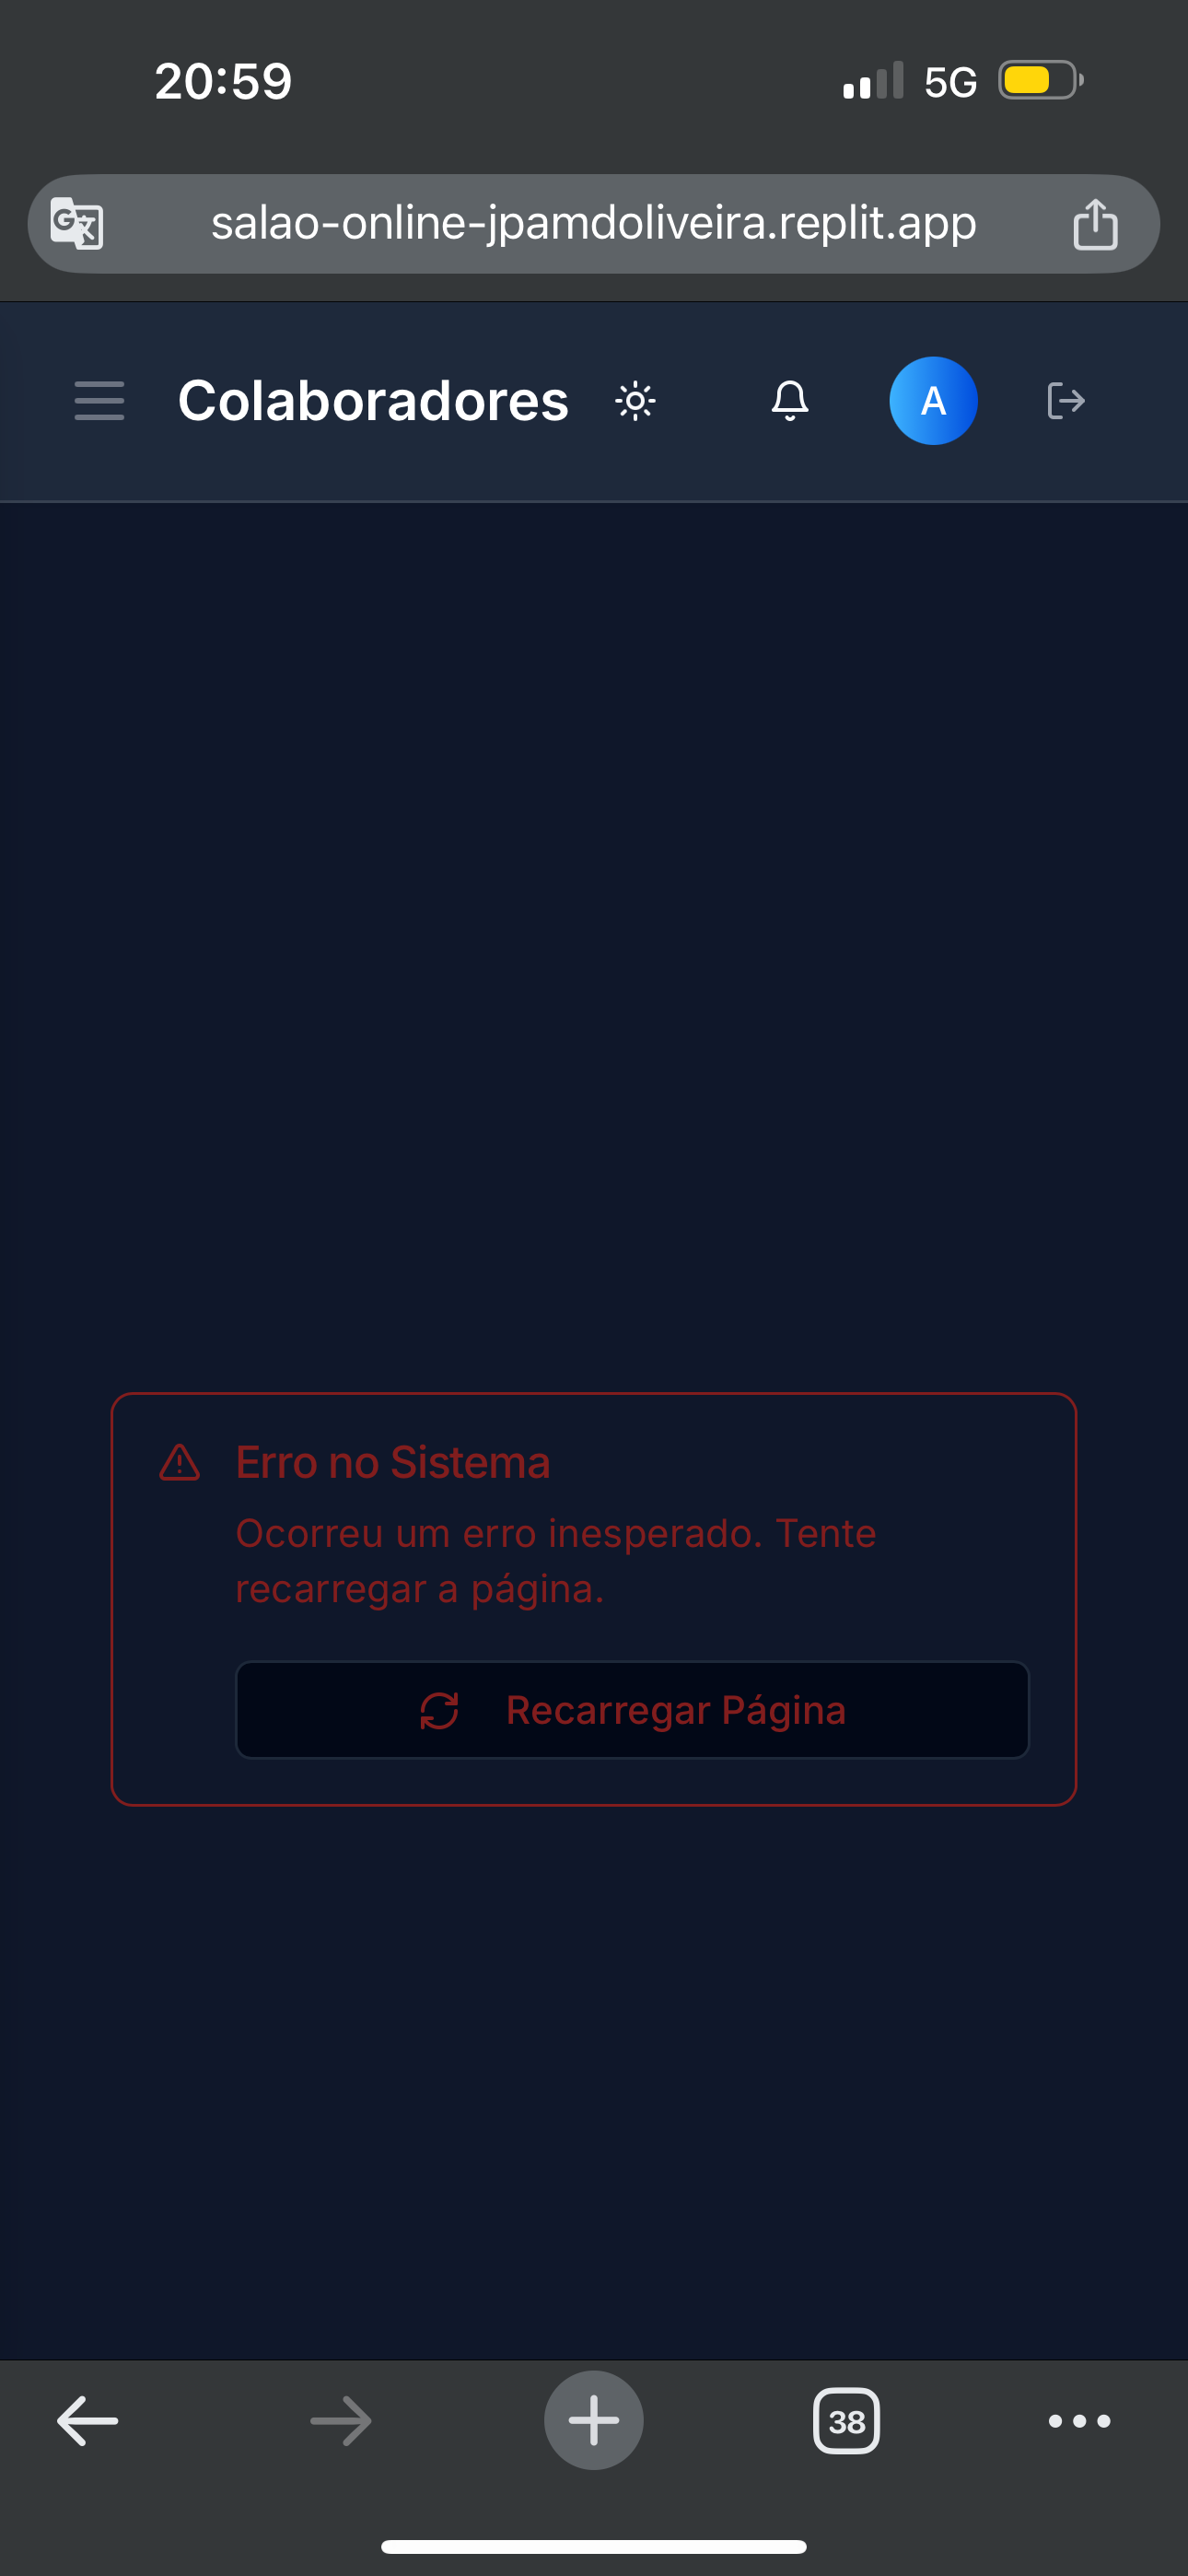 20:59
5G
salao-online-jpamdoliveira.replit.app
Colaboradores
A
Erro no Sistema
Ocorreu um erro inesperado. Tente
recarregar a página.
Recarregar Página
38